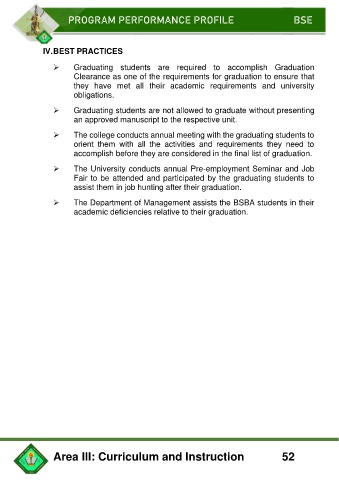 PROGRAM PERFORMANCE PROFILE BSE
IV.BEST PRACTICES
➢ Graduating students are required to accomplish Graduation
Clearance as one of the requirements for graduation to ensure that
they have met all their academic requirements and university
obligations.
➢ Graduating students are not allowed to graduate without presenting
an approved manuscript to the respective unit.
➢ The college conducts annual meeting with the graduating students to
orient them with all the activities and requirements they need to
accomplish before they are considered in the final list of graduation.
➢ The University conducts annual Pre-employment Seminar and Job
Fair to be attended and participated by the graduating students to
assist them in job hunting after their graduation.
➢ The Department of Management assists the BSBA students in their
academic deficiencies relative to their graduation.
Area III: Curriculum and Instruction 52